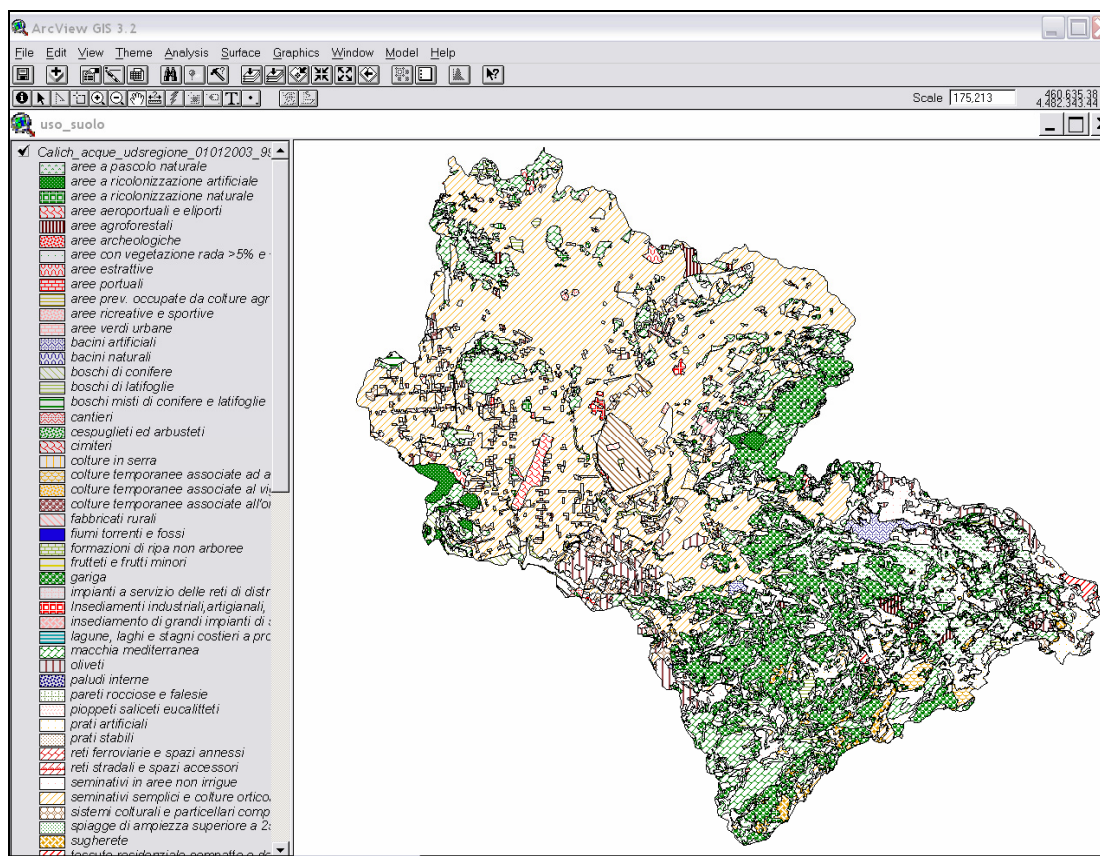 ArcView GIS 3.2
File Edit View Theme Analysis Surface Graphics Window Model Help
Scale 175,213
460.635.38
4.482.343.44
uso_suolo
Calich_acque_udsregione_01012003_9
aree a pascolo naturale
aree a ricolonizzazione artificiale
aree a ricolonizzazione naturale
aree aeroportuali e eliporti
aree agroforestali
aree archeologiche
aree con vegetazione rada >5% e
aree estrattive
aree portuali
aree prev. occupate da colture agr
aree ricreative e sportive
aree verdi urbane
bacini artificiali
bacini naturali
boschi di conifere
boschi di latifoglie
boschi misti di conifere e latifoglie
cantieri
cespuglieti ed arbusteti
cimiteri
colture in serra
colture temporanee associate ad a
colture temporanee associate al vi
colture temporanee associate all'o
fabbricati rurali
fiumi torrenti e fossi
formazioni di ripa non arboree
frutteti e frutti minori
gariga
impianti a servizio delle reti di distr
Insediamenti industriali,artigianali,
insediamento di grandi impianti di
lagune, laghi e stagni costieri a pro
macchia mediterranea
oliveti
paludi interne
pareti rocciose e falesie
pioppeti saliceti eucalitteti
prati artificiali
prati stabili
reti ferroviarie e spazi annessi
reti stradali e spazi accessori
seminativi in aree non irrigue
seminativi semplici e colture ortico
sistemi colturali e particellari comp
spiagge di ampiezza superiore a 2
sugherete